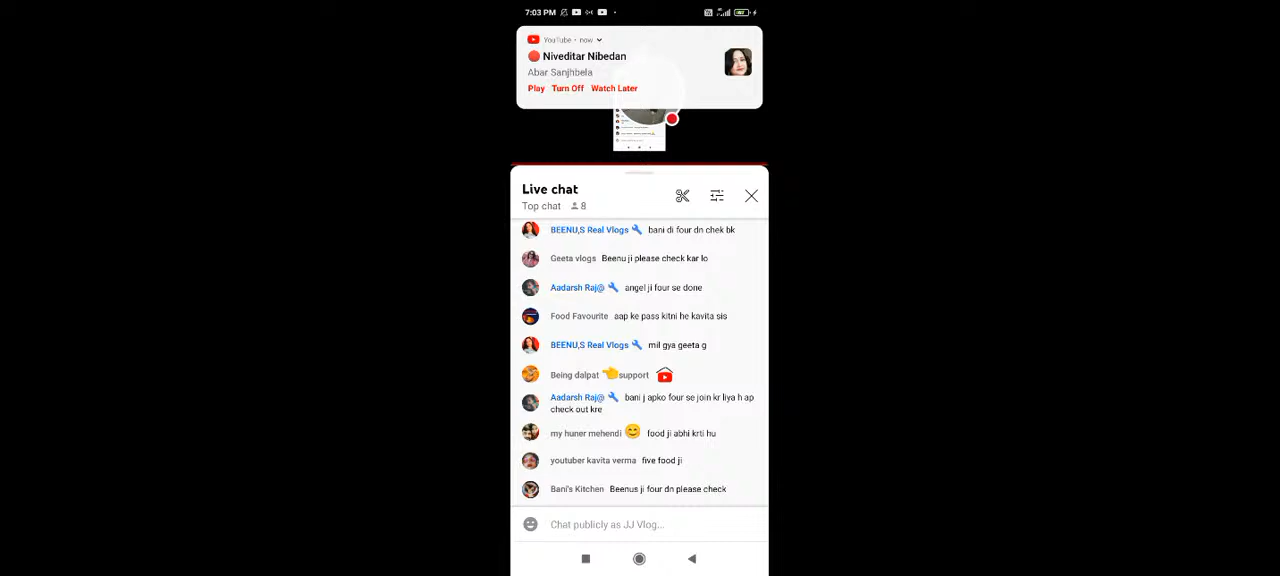 7:03 PM
YouTube • now
Niveditar Nibedan
Abar Sanjhbela
Play Turn Off Watch Later
Live chat
Top chat 8
BEENU,S Real Vlogs bani di four dn chek bk
Geeta vlogs Beenu ji please check kar lo
Aadarsh Raj@ angel ji four se done
Food Favourite aap ke pass kitni he kavita sis
BEENU,S Real Vlogs mil gya geeta g
Being dalpat 👈support
Aadarsh Raj@ bani j apko four se join kr liya h ap
check out kre
my huner mehendi 😊 food ji abhi krti hu
youtuber kavita verma five food ji
Bani's Kitchen Beenus ji four dn please check
Chat publicly as JJ Vlog...